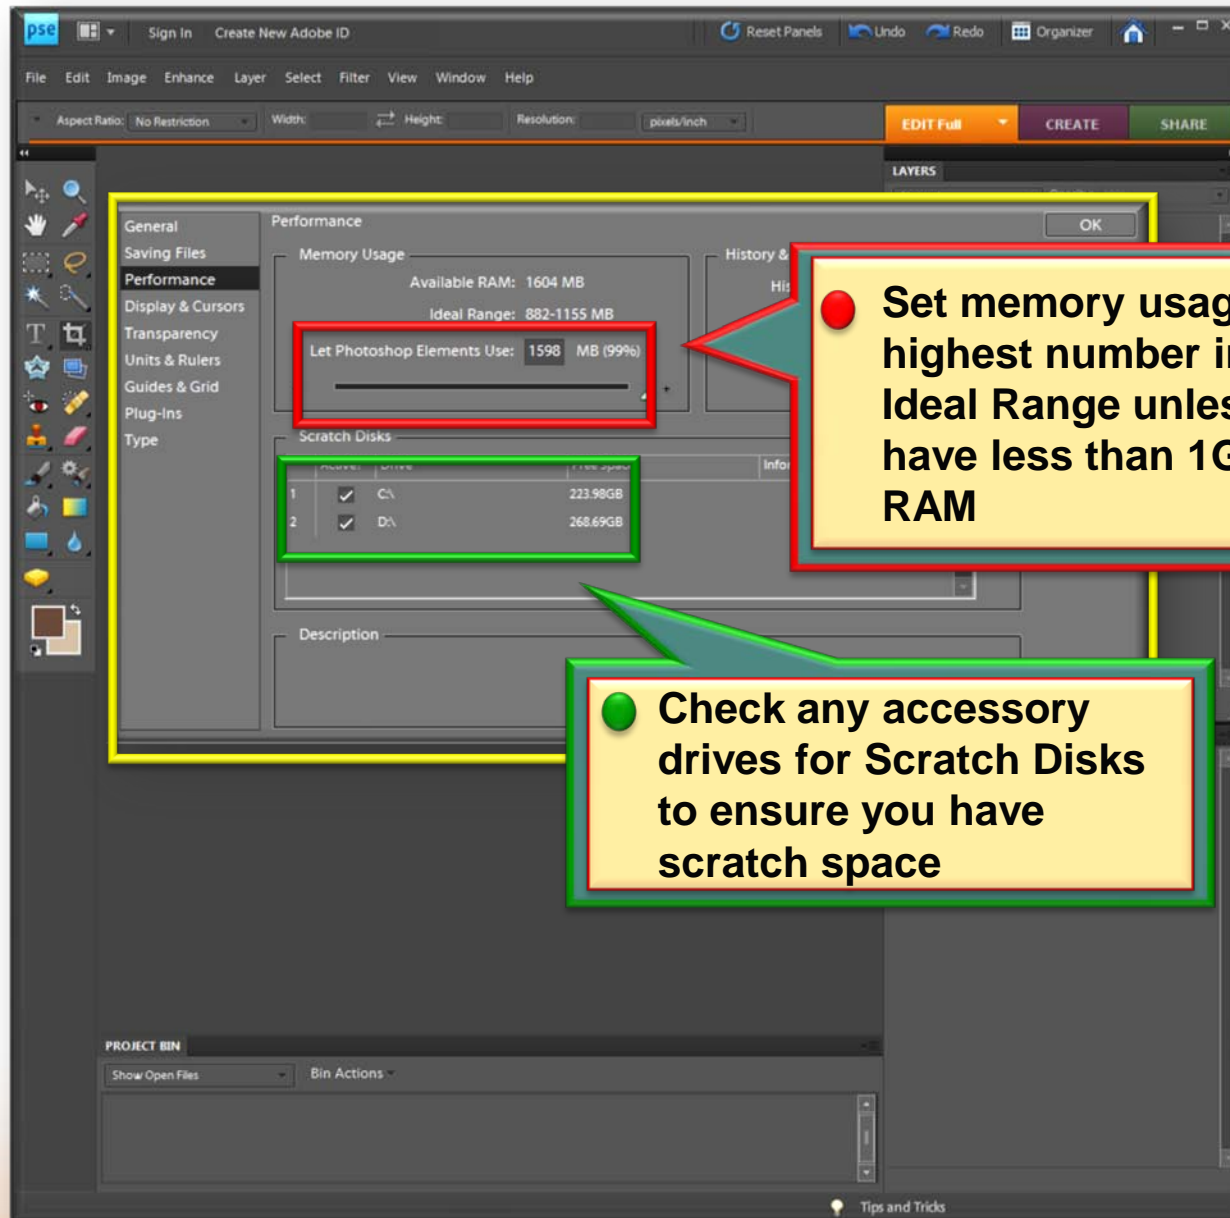 pse Sign In Create New Adobe ID Reset Panels Undo Redo Organizer
File Edit Image Enhance Layer Select Filter View Window Help
Aspect Ratio: No Restriction Width: Height: Resolution: pixels/inch
EDIT Full CREATE SHARE
LAYERS
General
Saving Files
Performance
Display & Cursors
Transparency
Units & Rulers
Guides & Grid
Plug-Ins
Type
Performance
OK
Memory Usage
Available RAM: 1604 MB
Ideal Range: 882-1155 MB
Let Photoshop Elements Use: 1598 MB (99%)
- +
History &
Scratch Disks
Active? Drive Free Space
1 C:\ 223.98GB
2 D:\ 268.69GB
Description
Set memory usag
highest number i
Ideal Range unles
have less than 1G
RAM
Check any accessory
drives for Scratch Disks
to ensure you have
scratch space
PROJECT BIN
Show Open Files Bin Actions
Tips and Tricks